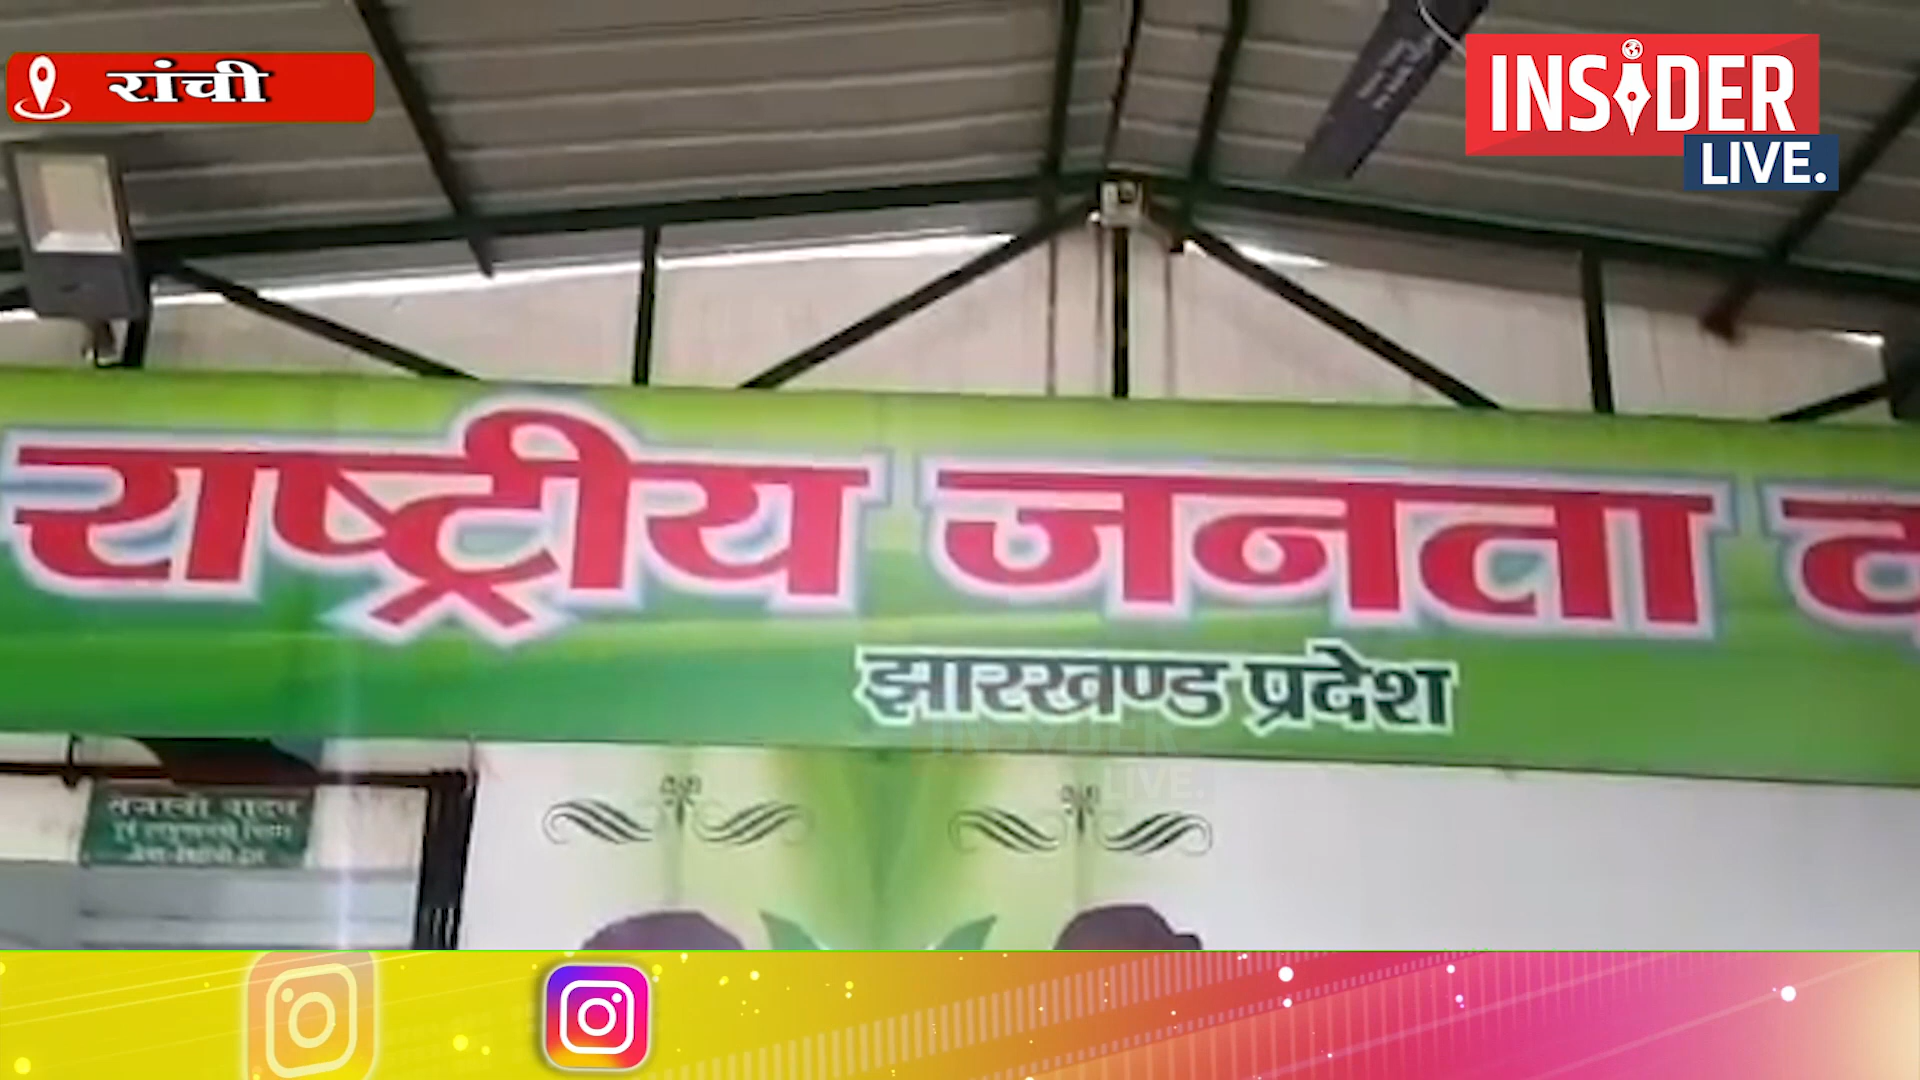 रांची
INSiDER
LIVE.
राष्ट्रीय जनता
झारखण्ड प्रदेश